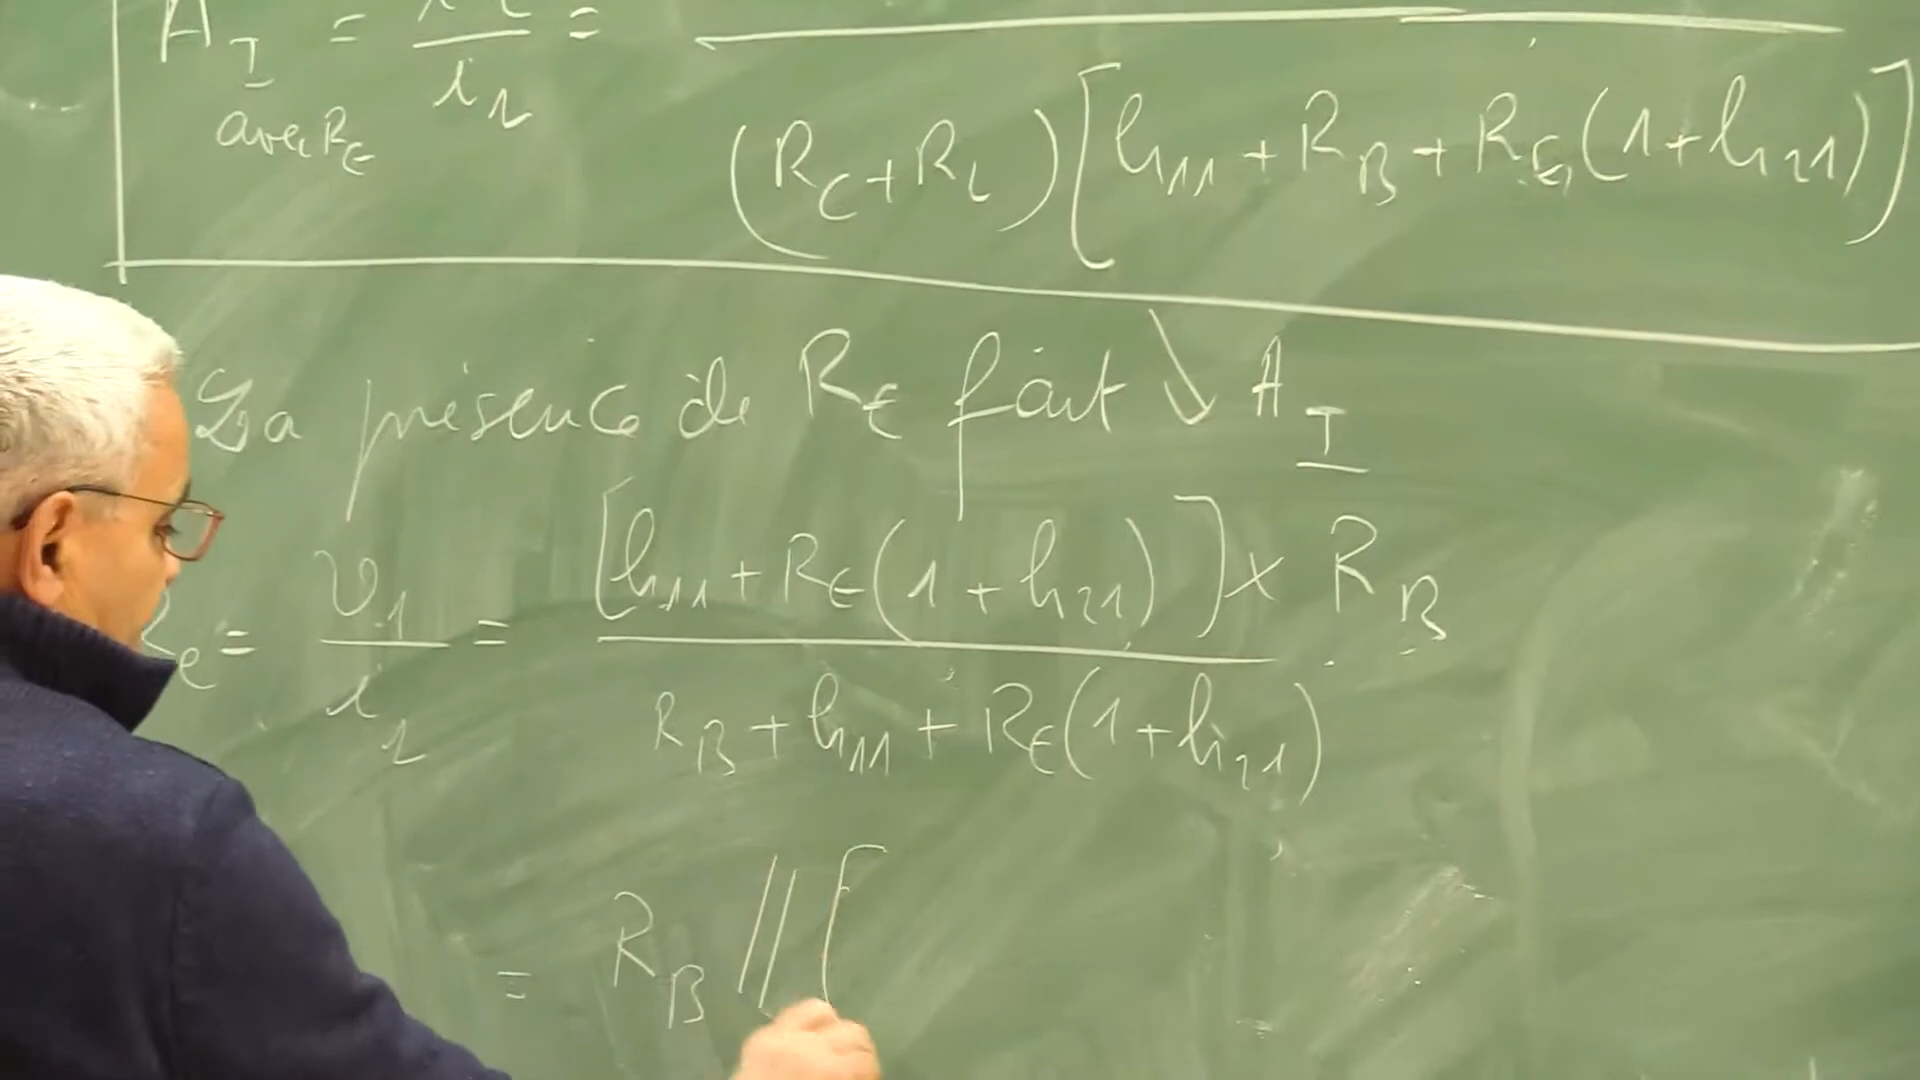 A_I = i_2 / i_1 =
avec R_E
(R_C + R_L) [h_11 + R_B + R_E (1 + h_21)]
La présence de R_E fait ↘ A_I
R_e = v_1 / i_1 = [h_11 + R_E (1 + h_21)] × R_B / R_B + h_11 + R_E (1 + h_21)
= R_B // [